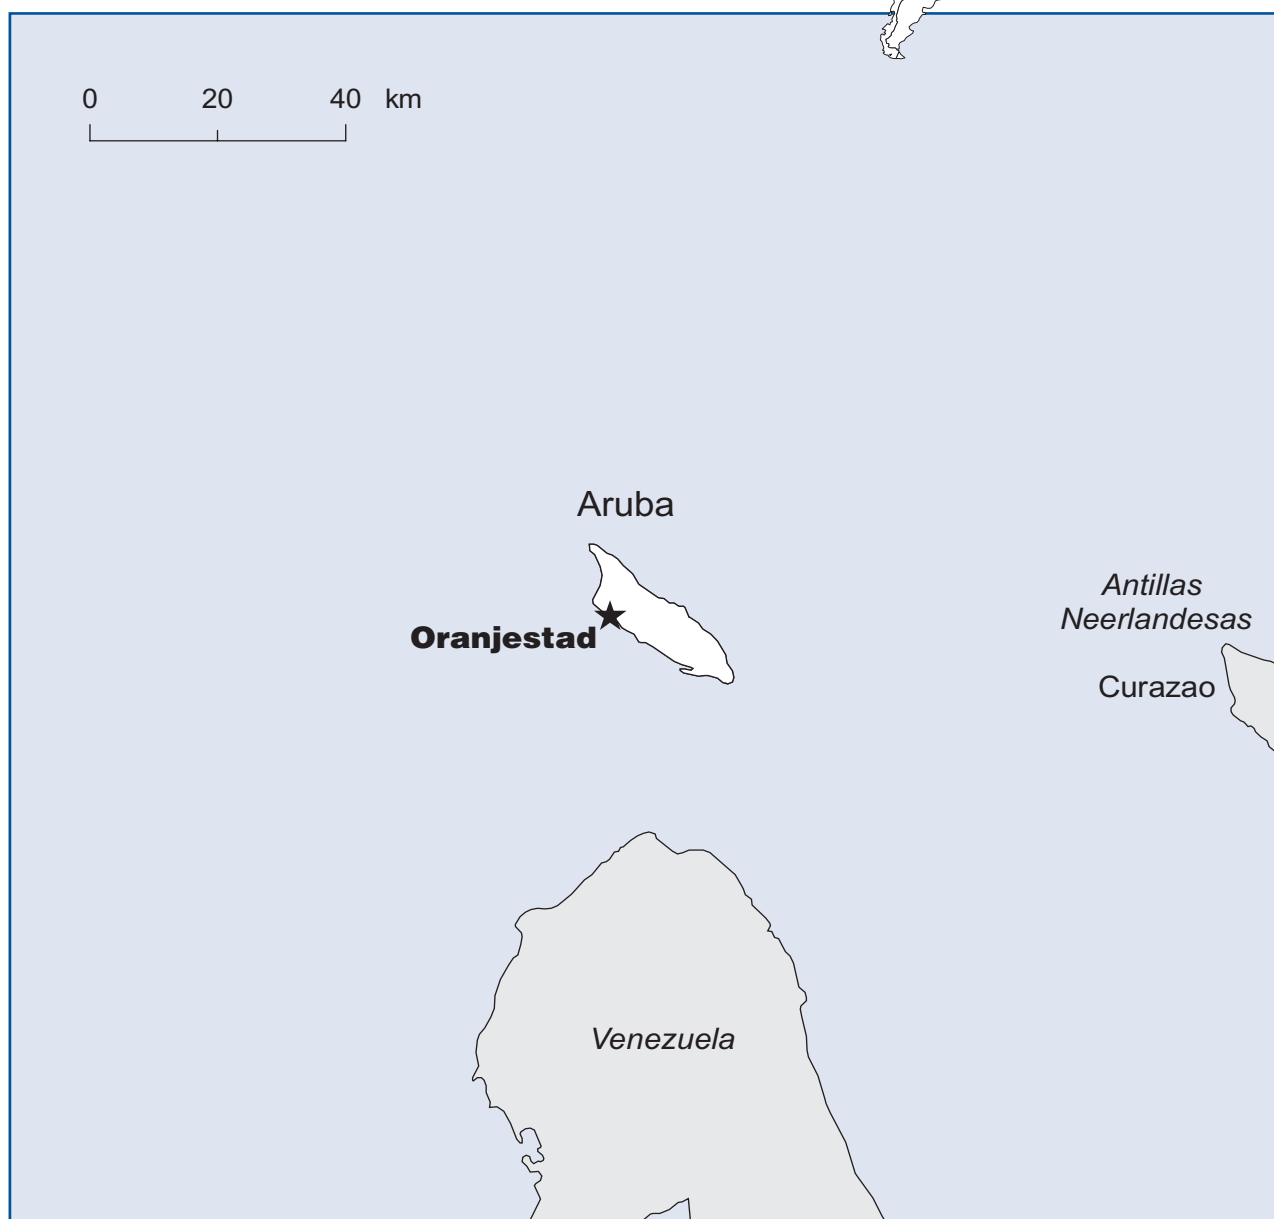 0 20 40 km
Aruba
Oranjestad
Antillas
Neerlandesas
Curazao
Venezuela